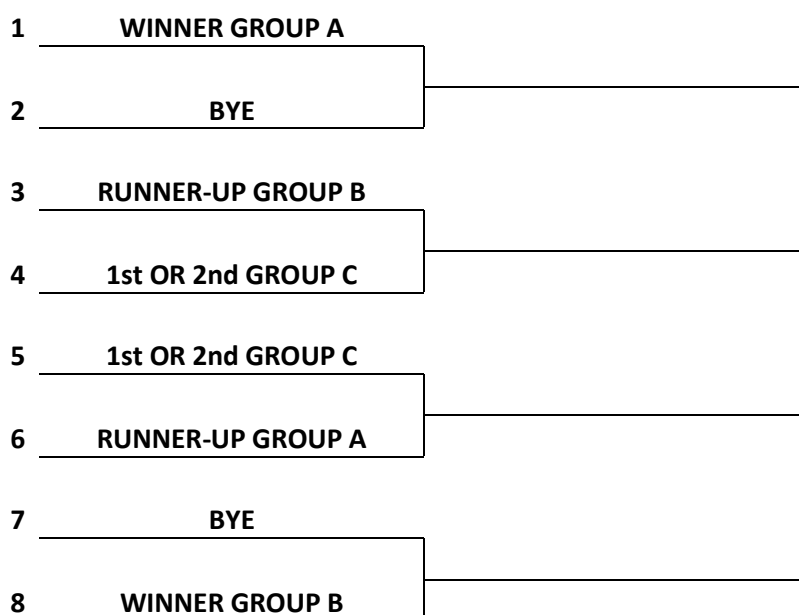 1 WINNER GROUP A
2 BYE
3 RUNNER-UP GROUP B
4 1st OR 2nd GROUP C
5 1st OR 2nd GROUP C
6 RUNNER-UP GROUP A
7 BYE
8 WINNER GROUP B